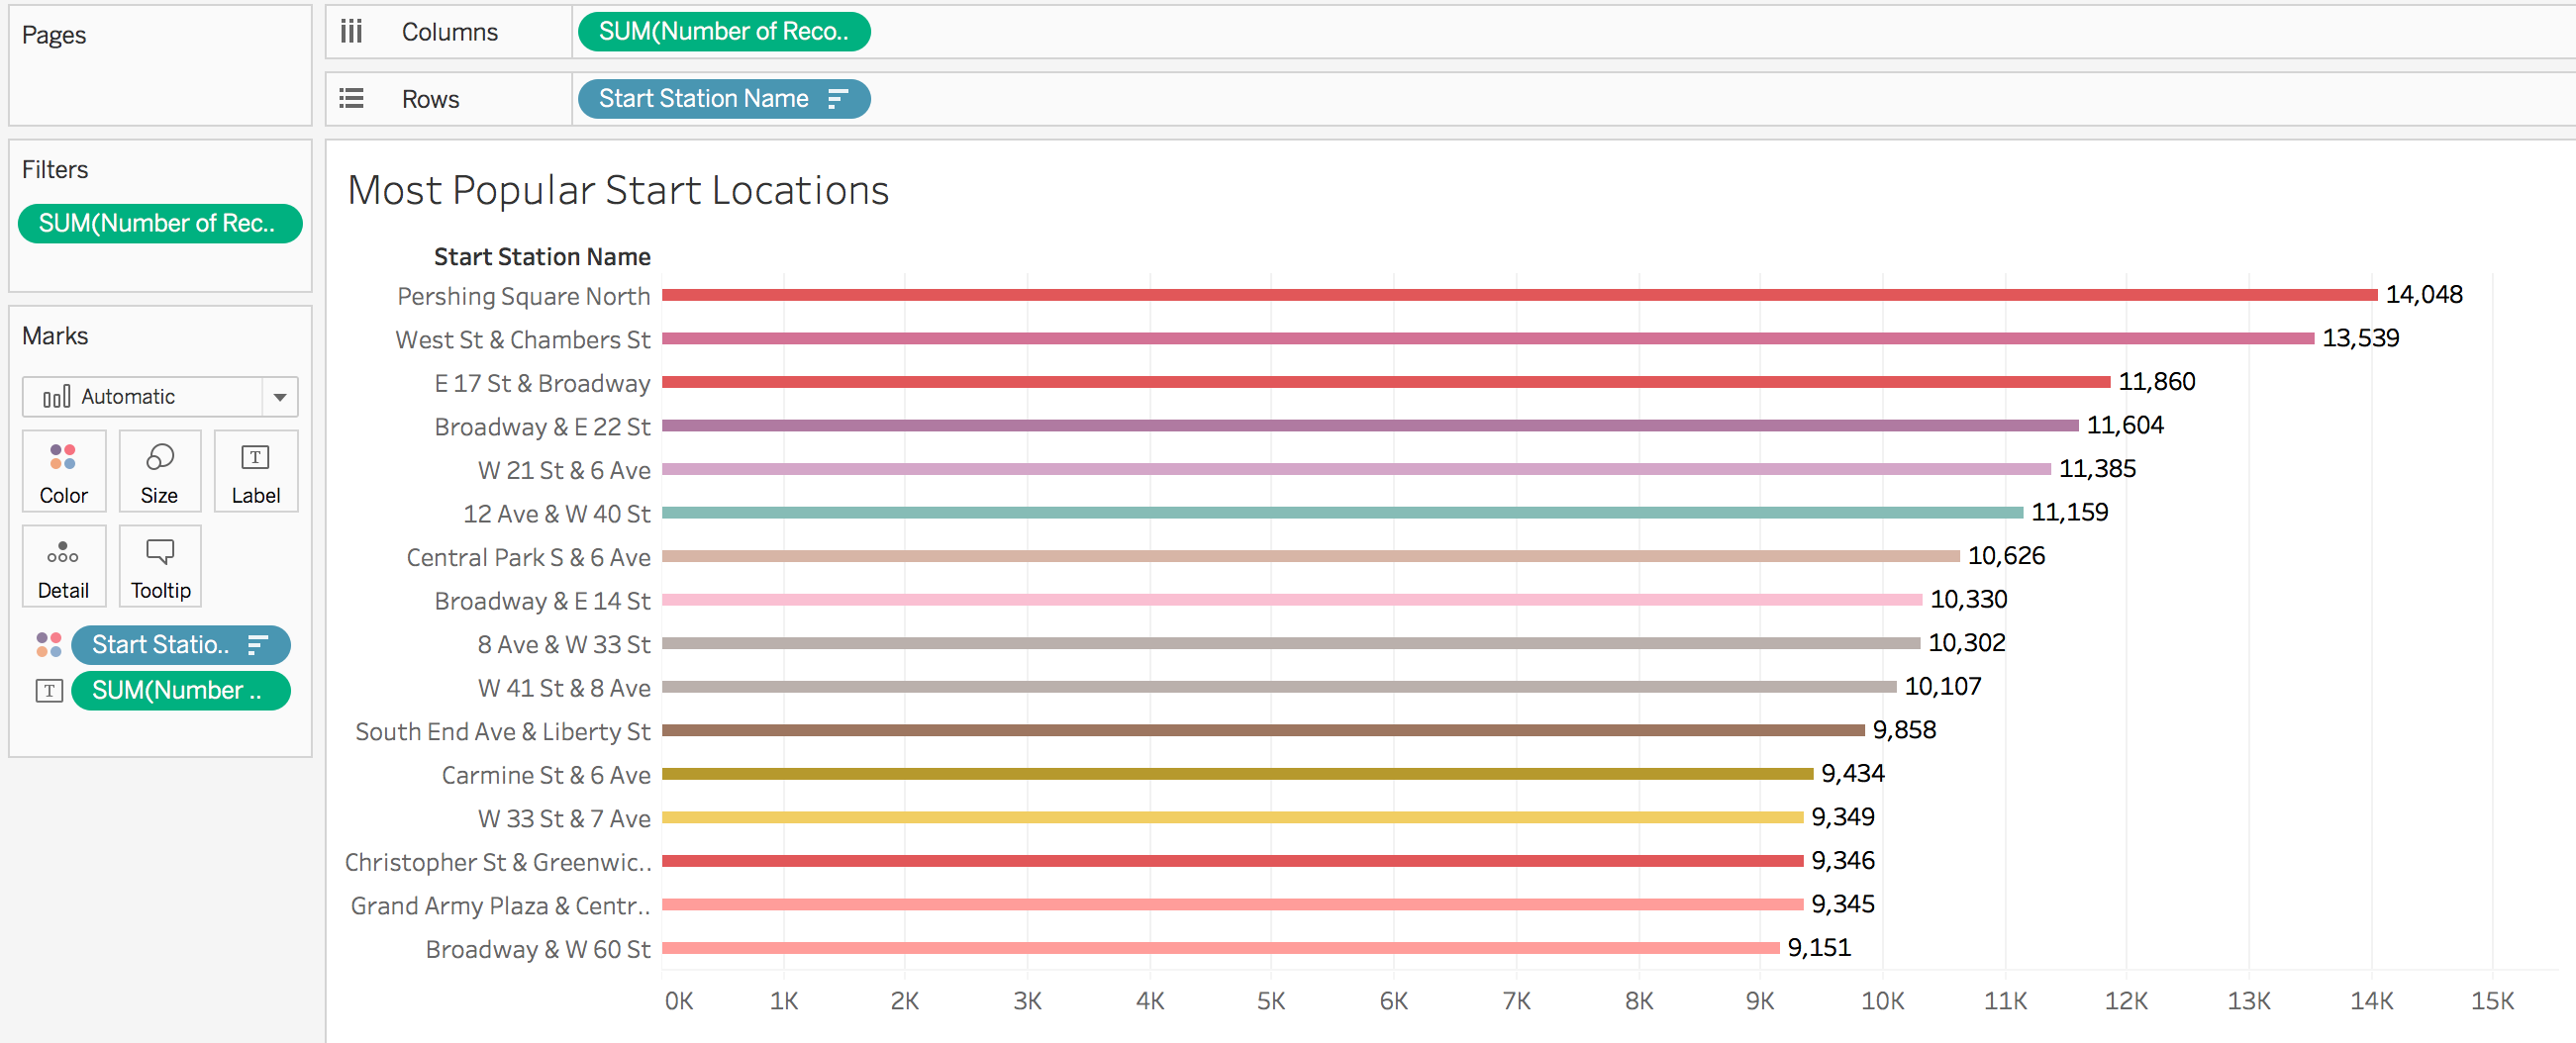 Pages
Columns
SUM(Number of Reco..
Rows
Start Station Name
Filters
SUM(Number of Rec..
Marks
Automatic
Color
Size
T
Label
Detail
Tooltip
Start Statio..
T
SUM(Number ..
Most Popular Start Locations
Start Station Name
Pershing Square North 14,048
West St & Chambers St 13,539
E 17 St & Broadway 11,860
Broadway & E 22 St 11,604
W 21 St & 6 Ave 11,385
12 Ave & W 40 St 11,159
Central Park S & 6 Ave 10,626
Broadway & E 14 St 10,330
8 Ave & W 33 St 10,302
W 41 St & 8 Ave 10,107
South End Ave & Liberty St 9,858
Carmine St & 6 Ave 9,434
W 33 St & 7 Ave 9,349
Christopher St & Greenwic.. 9,346
Grand Army Plaza & Centr.. 9,345
Broadway & W 60 St 9,151
0K 1K 2K 3K 4K 5K 6K 7K 8K 9K 10K 11K 12K 13K 14K 15K